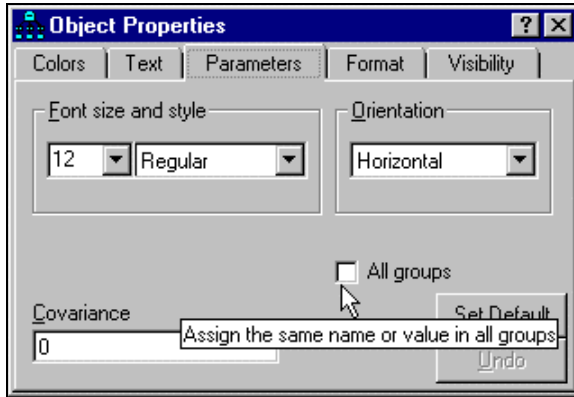 Object Properties ? ×
Colors Text Parameters Format Visibility
Font size and style Orientation
12 Regular Horizontal
All groups
Covariance Set Default
0 Assign the same name or value in all groups
Undo